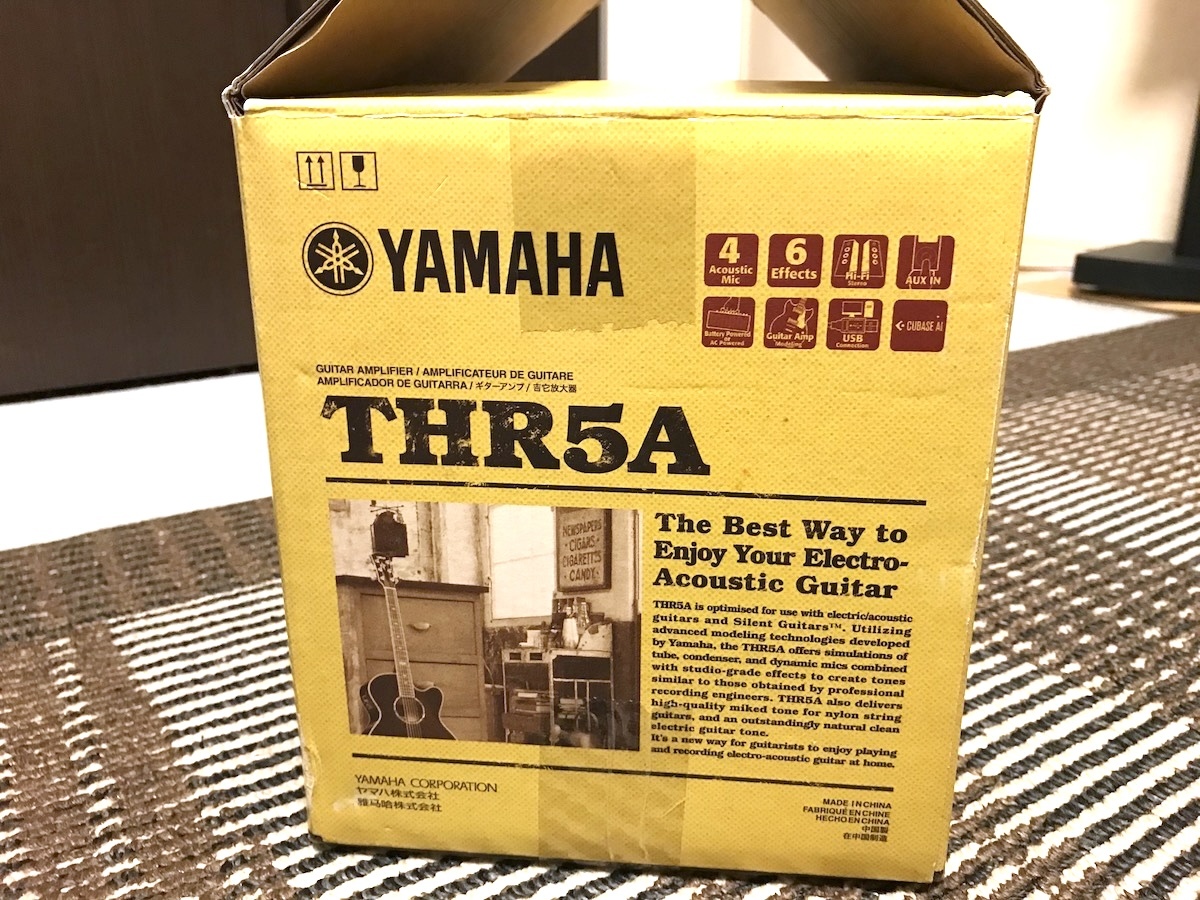 YAMAHA
4
Acoustic
Mic
6
Effects
Hi-Fi
Stereo
AUX IN
Battery Powered
or
AC Powered
Guitar Amp
Modeling
USB
Connection
CUBASE AI
GUITAR AMPLIFIER / AMPLIFICATEUR DE GUITARE
AMPLIFICADOR DE GUITARRA / ギターアンプ / 吉它放大器
THR5A
NEWSPAPERS
· CIGARS ·
CIGARETTES
· CANDY ·
The Best Way to
Enjoy Your Electro-
Acoustic Guitar
THR5A is optimised for use with electric/acoustic
guitars and Silent Guitars™. Utilizing
advanced modeling technologies developed
by Yamaha, the THR5A offers simulations of
tube, condenser, and dynamic mics combined
with studio-grade effects to create tones
similar to those obtained by professional
recording engineers. THR5A also delivers
high-quality miked tone for nylon string
guitars, and an outstandingly natural clean
electric guitar tone.
It's a new way for guitarists to enjoy playing
and recording electro-acoustic guitar at home.
YAMAHA CORPORATION
ヤマハ株式会社
雅马哈株式会社
MADE IN CHINA
FABRIQUÉ EN CHINE
HECHO EN CHINA
中国製
在中国制造